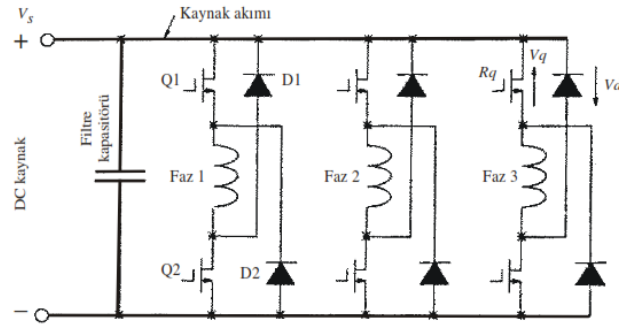 V_s
Kaynak akımı
+
Q1
D1
Rq
Vq
Vd
DC kaynak
Filtre
kapasitörü
Faz 1
Faz 2
Faz 3
Q2
D2
−